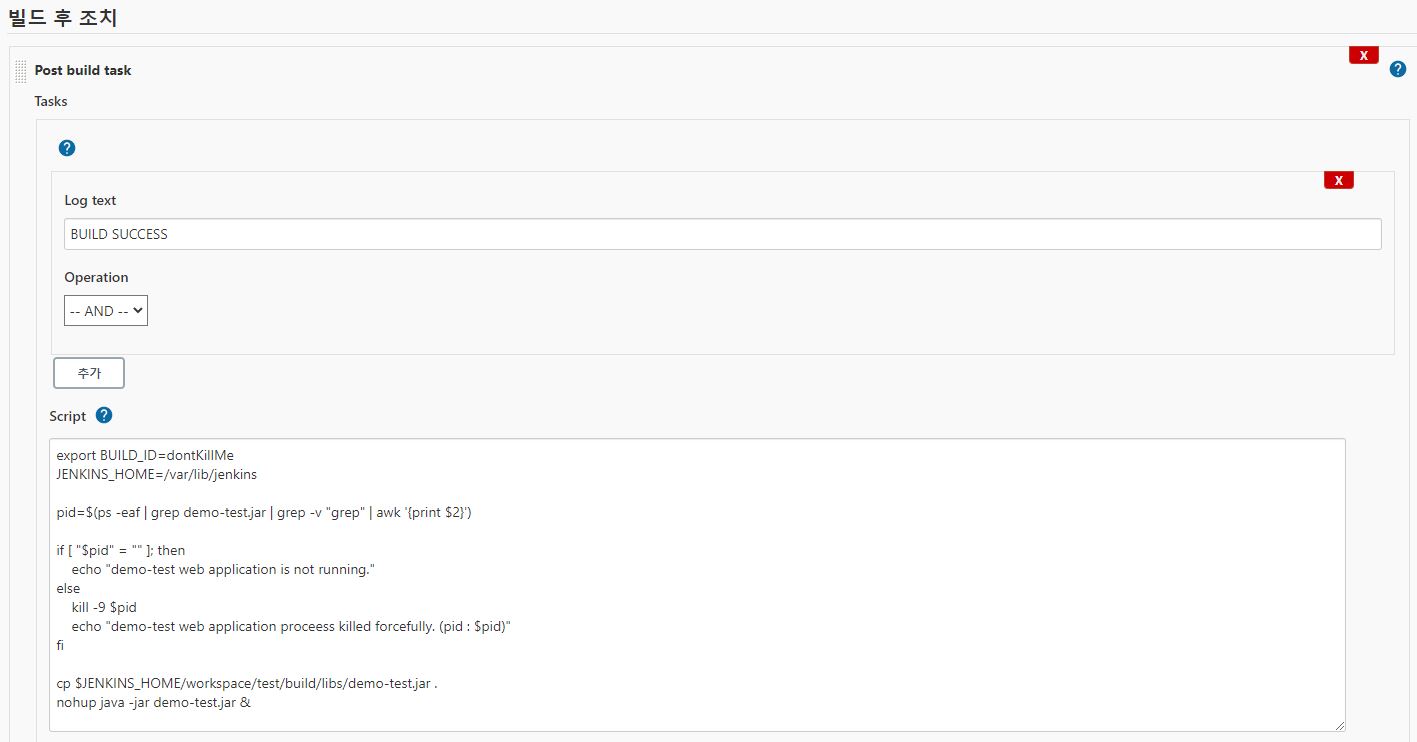 빌드 후 조치
X
Post build task
?
Tasks
?
X
Log text
BUILD SUCCESS
Operation
-- AND --
추가
Script ?
export BUILD_ID=dontKillMe
JENKINS_HOME=/var/lib/jenkins
pid=$(ps -eaf | grep demo-test.jar | grep -v "grep" | awk '{print $2}')
if [ "$pid" = "" ]; then
echo "demo-test web application is not running."
else
kill -9 $pid
echo "demo-test web application proceess killed forcefully. (pid : $pid)"
fi
cp $JENKINS_HOME/workspace/test/build/libs/demo-test.jar .
nohup java -jar demo-test.jar &